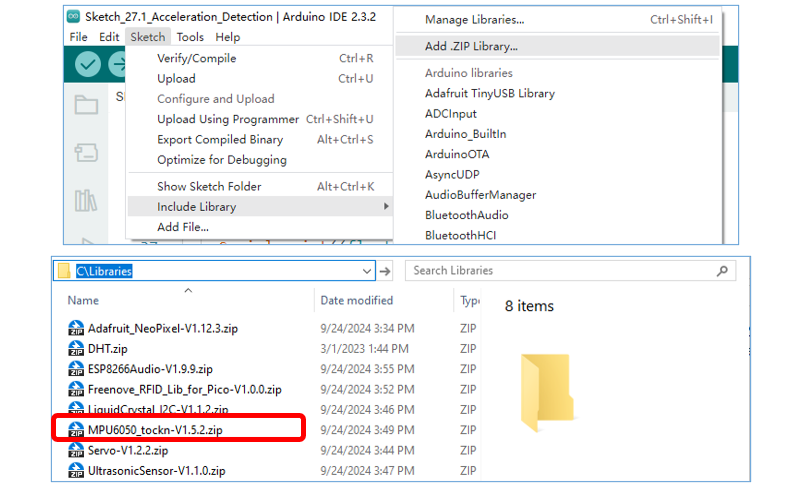 Sketch_27.1_Acceleration_Detection | Arduino IDE 2.3.2
File Edit Sketch Tools Help
Verify/Compile Ctrl+R
Upload Ctrl+U
Configure and Upload
Upload Using Programmer Ctrl+Shift+U
Export Compiled Binary Alt+Ctrl+S
Optimize for Debugging
Show Sketch Folder Alt+Ctrl+K
Include Library
Add File...
Manage Libraries... Ctrl+Shift+I
Add .ZIP Library...
Arduino libraries
Adafruit TinyUSB Library
ADCInput
Arduino_BuiltIn
ArduinoOTA
AsyncUDP
AudioBufferManager
BluetoothAudio
BluetoothHCI
C\Libraries
Search Libraries
Name Date modified Type
Adafruit_NeoPixel-V1.12.3.zip 9/24/2024 3:34 PM ZIP
DHT.zip 3/1/2023 1:44 PM ZIP
ESP8266Audio-V1.9.9.zip 9/24/2024 3:55 PM ZIP
Freenove_RFID_Lib_for_Pico-V1.0.0.zip 9/24/2024 3:52 PM ZIP
LiquidCrystal_I2C-V1.1.2.zip 9/24/2024 3:46 PM ZIP
MPU6050_tockn-V1.5.2.zip 9/24/2024 3:49 PM ZIP
Servo-V1.2.2.zip 9/24/2024 3:44 PM ZIP
UltrasonicSensor-V1.1.0.zip 9/24/2024 3:47 PM ZIP
8 items